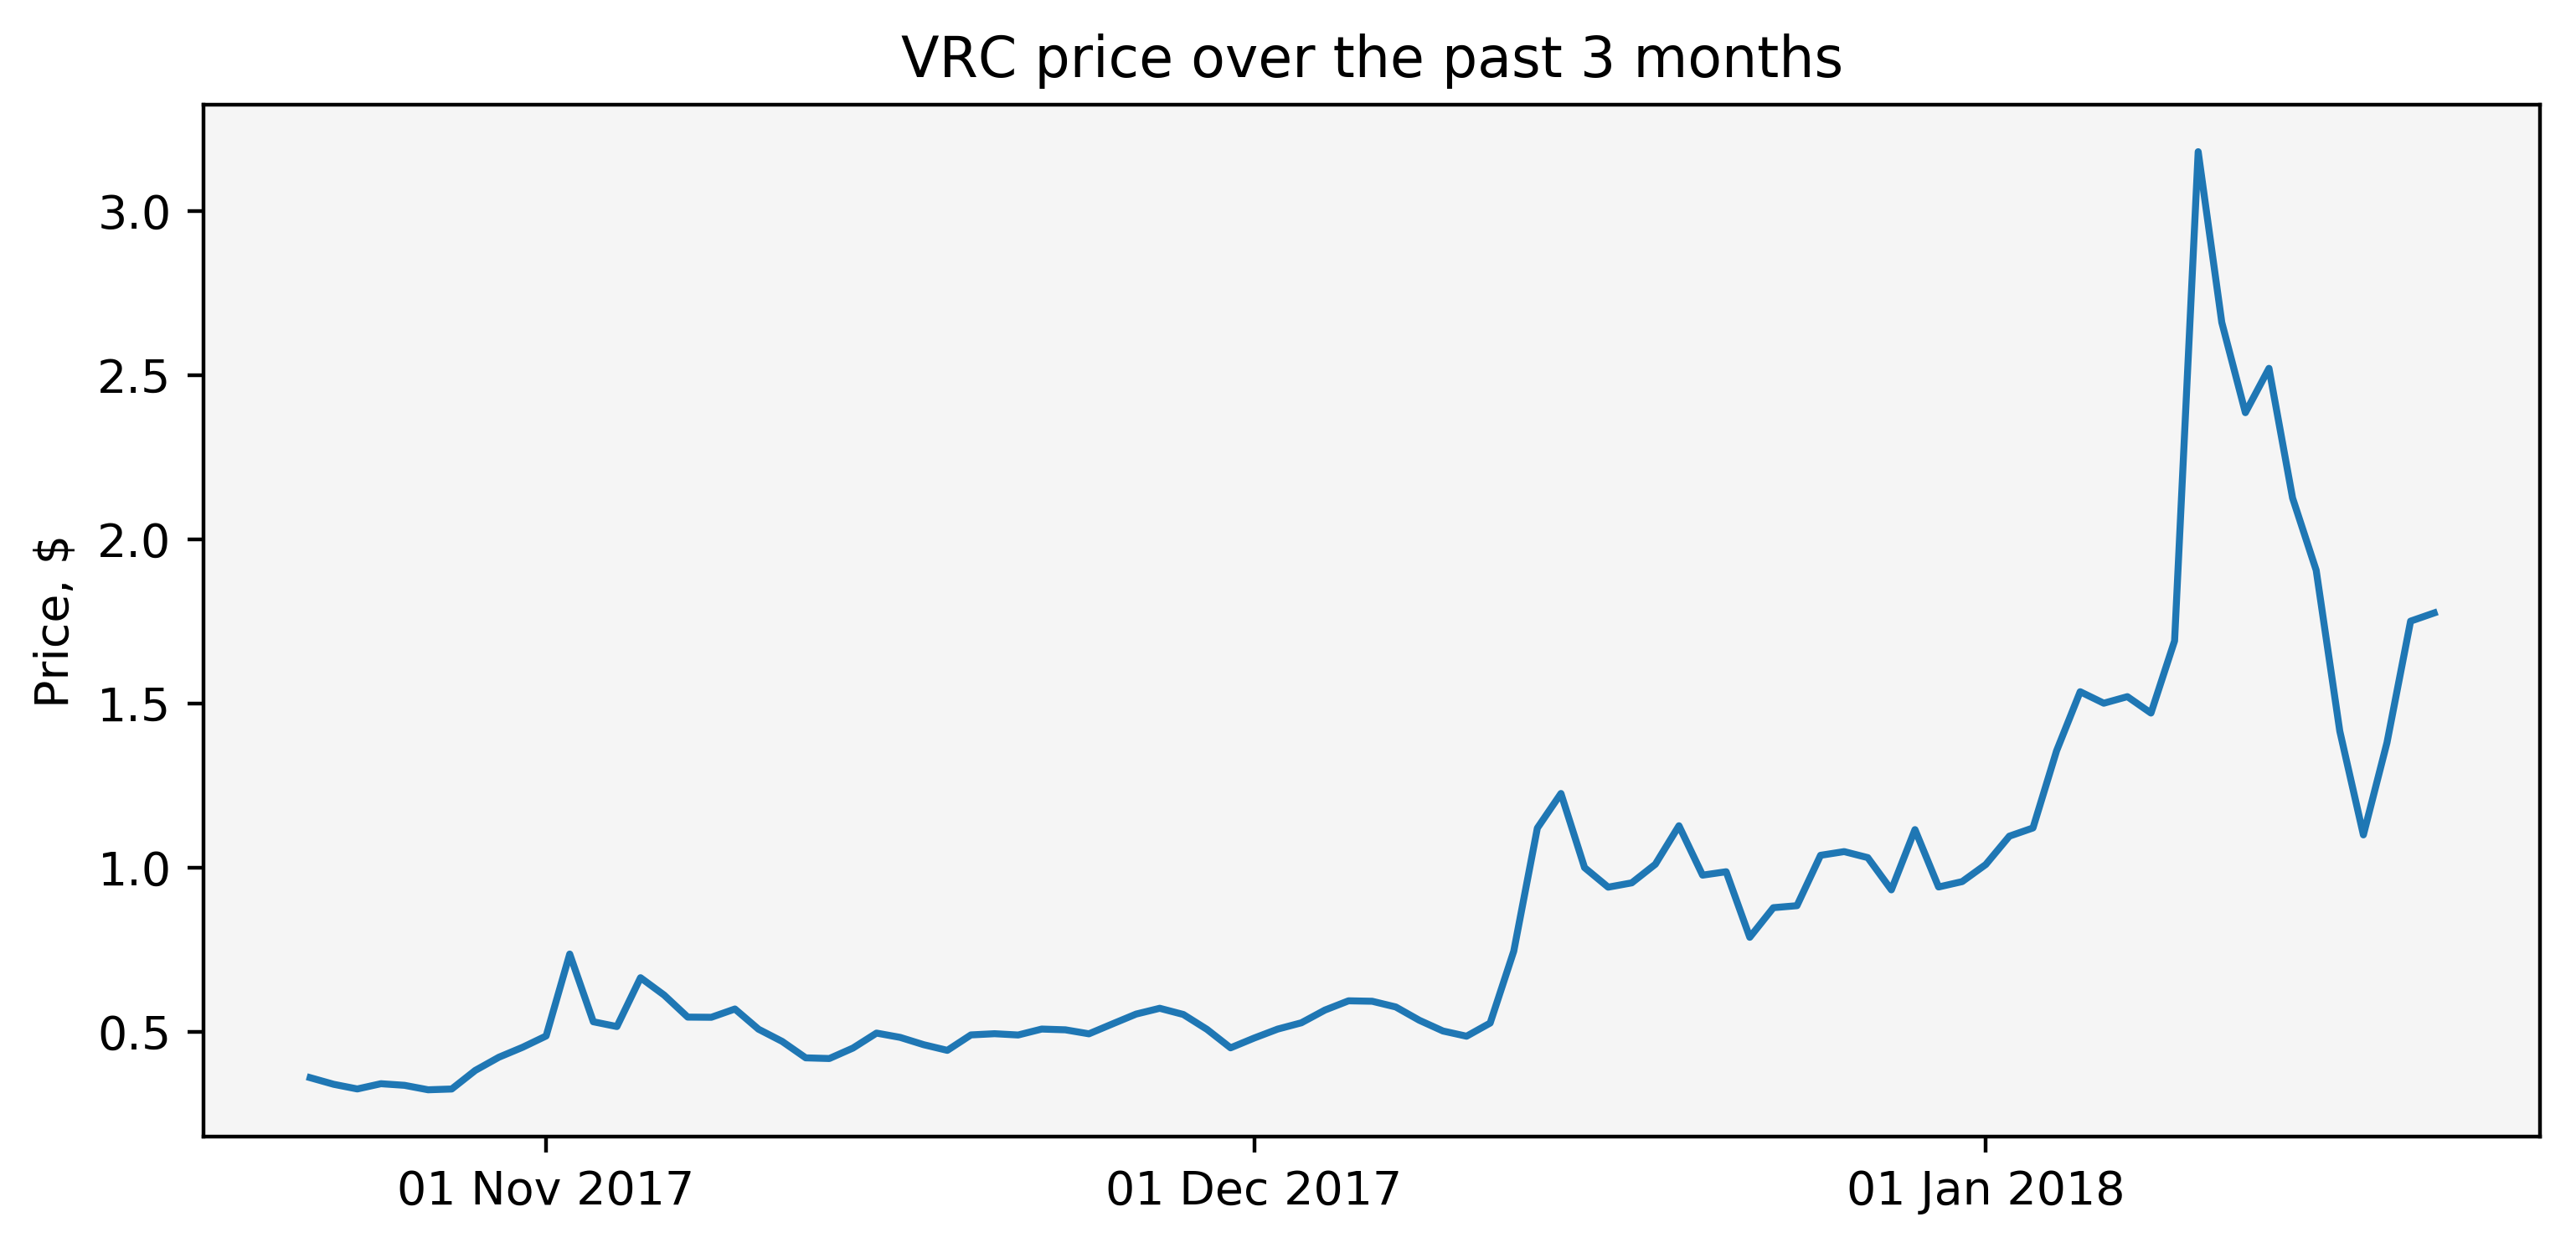 VRC price over the past 3 months
Price, $
3.0
2.5
2.0
1.5
1.0
0.5
01 Nov 2017
01 Dec 2017
01 Jan 2018